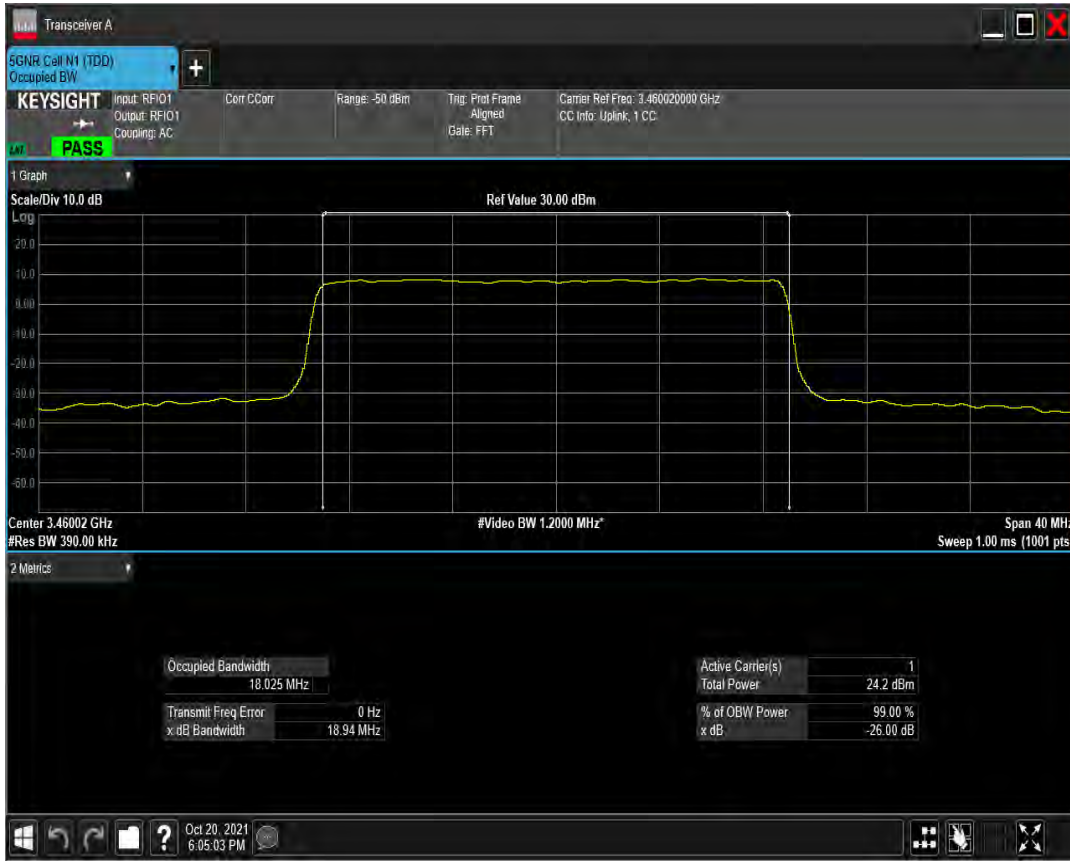 Transceiver A
5GNR Cell N1 (TDD)
Occupied BW
+
KEYSIGHT
Input: RFIO1
Output: RFIO1
Coupling: AC
Corr CCorr
Range: -50 dBm
Trig: Prot Frame
Aligned
Gate: FFT
Carrier Ref Freq: 3.460020000 GHz
CC Info: Uplink, 1 CC
PASS
1 Graph
Scale/Div 10.0 dB
Ref Value 30.00 dBm
Log
20.0
10.0
0.00
-10.0
-20.0
-30.0
-40.0
-50.0
-60.0
Center 3.46002 GHz
#Video BW 1.2000 MHz*
Span 40 MHz
#Res BW 390.00 kHz
Sweep 1.00 ms (1001 pts
2 Metrics
Occupied Bandwidth
18.025 MHz
Transmit Freq Error 0 Hz
x dB Bandwidth 18.94 MHz
Active Carrier(s) 1
Total Power 24.2 dBm
% of OBW Power 99.00 %
x dB -26.00 dB
?
Oct 20, 2021
6:05:03 PM